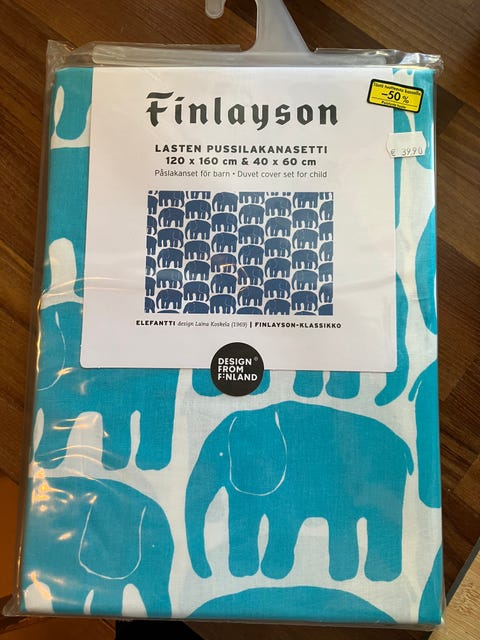 Finlayson
LASTEN PUSSILAKANASETTI
120 x 160 cm & 40 x 60 cm
Påslakanset för barn • Duvet cover set for child
ELEFANTTI design Laina Koskela (1969) | FINLAYSON-KLASSIKKO
DESIGN
FROM
FINLAND
-50%
€ 39,90